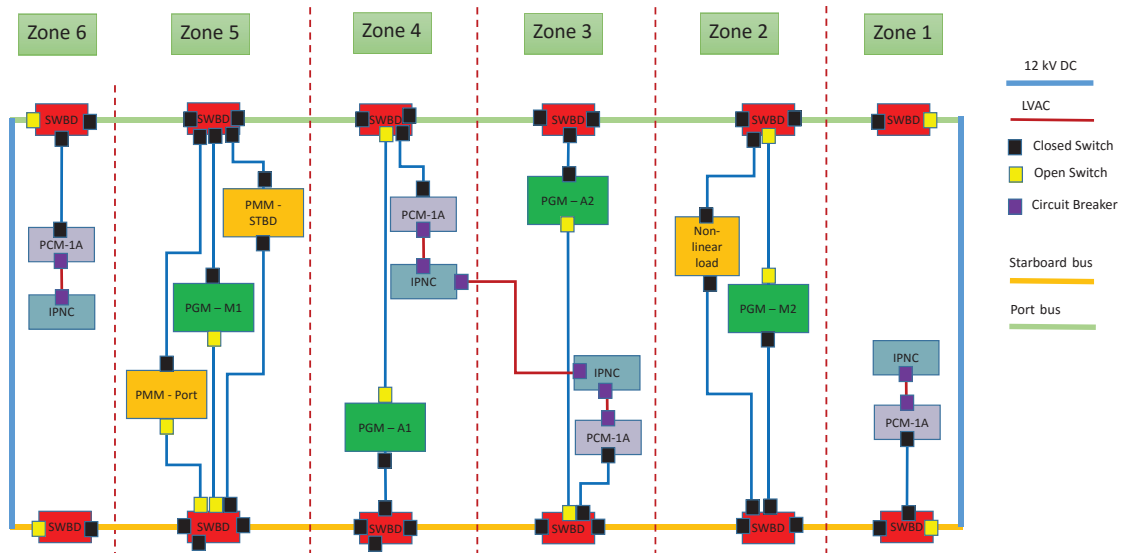 Zone 6
Zone 5
Zone 4
Zone 3
Zone 2
Zone 1
12 kV DC
LVAC
Closed Switch
Open Switch
Circuit Breaker
Starboard bus
Port bus
SWBD
SWBD
SWBD
SWBD
SWBD
SWBD
PCM-1A
IPNC
PMM -
STBD
PGM – M1
PMM - Port
PCM-1A
IPNC
PGM – A1
PGM – A2
IPNC
PCM-1A
Non-
linear
load
PGM – M2
IPNC
PCM-1A
SWBD
SWBD
SWBD
SWBD
SWBD
SWBD